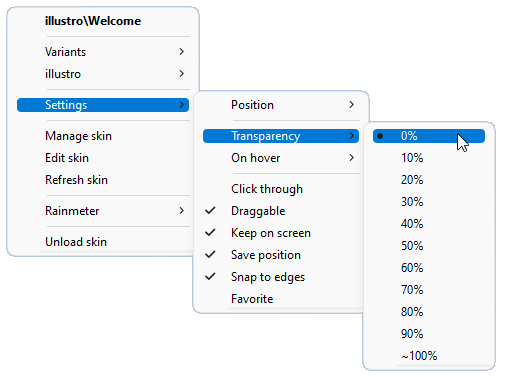 illustro\Welcome
Variants
illustro
Settings
Manage skin
Edit skin
Refresh skin
Rainmeter
Unload skin
Position
Transparency
On hover
Click through
Draggable
Keep on screen
Save position
Snap to edges
Favorite
0%
10%
20%
30%
40%
50%
60%
70%
80%
90%
~100%